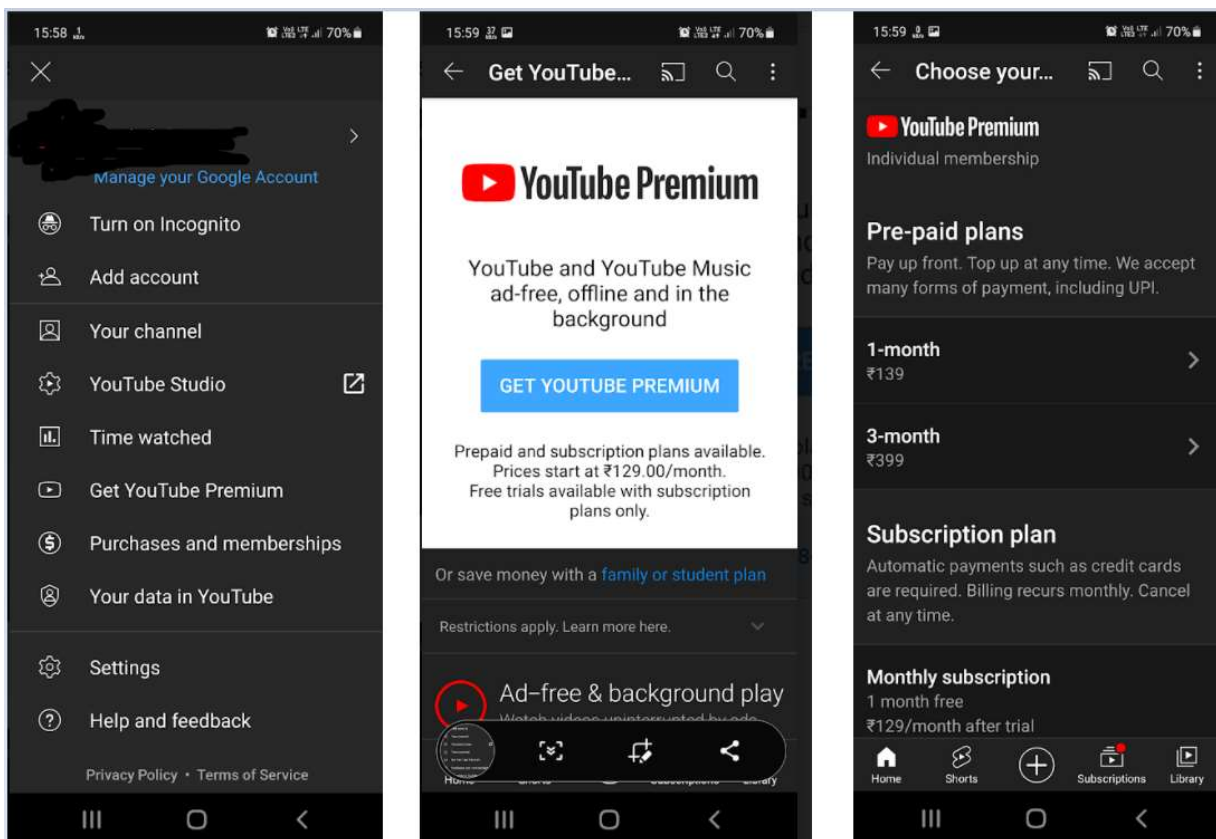 15:58
70%
Manage your Google Account
Turn on Incognito
Add account
Your channel
YouTube Studio
Time watched
Get YouTube Premium
Purchases and memberships
Your data in YouTube
Settings
Help and feedback
Privacy Policy • Terms of Service
15:59
70%
Get YouTube...
YouTube Premium
YouTube and YouTube Music
ad-free, offline and in the
background
GET YOUTUBE PREMIUM
Prepaid and subscription plans available.
Prices start at ₹129.00/month.
Free trials available with subscription
plans only.
Or save money with a family or student plan
Restrictions apply. Learn more here.
Ad-free & background play
Watch videos uninterrupted by ads
15:59
70%
Choose your...
YouTube Premium
Individual membership
Pre-paid plans
Pay up front. Top up at any time. We accept
many forms of payment, including UPI.
1-month
₹139
3-month
₹399
Subscription plan
Automatic payments such as credit cards
are required. Billing recurs monthly. Cancel
at any time.
Monthly subscription
1 month free
₹129/month after trial
Home
Shorts
Subscriptions
Library